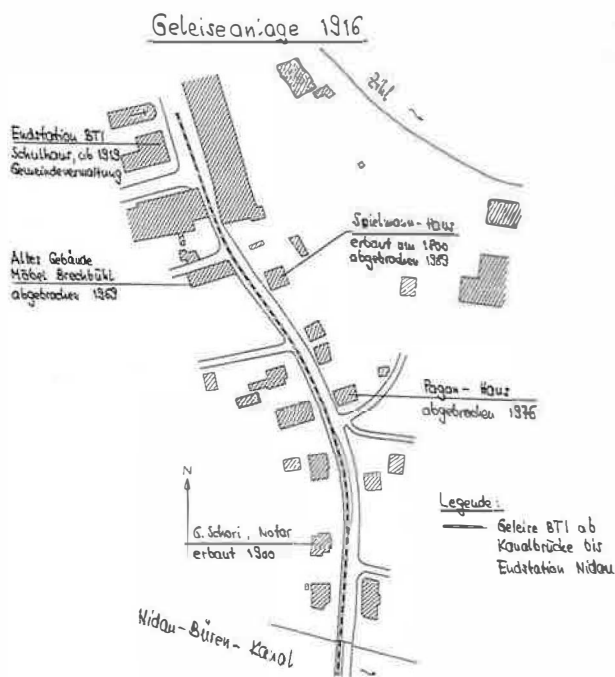 Geleiseanlage 1916
Zihl
Endstation BTI
Schulhaus, ab 1919
Gemeindeverwaltung
Spielmann-Haus
erbaut um 1800
abgebrochen 1969
Altes Gebäude
Möbel Brechbühl
abgebrochen 1969
Pagan-Haus
abgebrochen 1976
N
Legende:
Geleise BTI ab
Kanalbrücke bis
Endstation Nidau
G. Schori, Notar
erbaut 1900
Nidau-Büren-Kanal